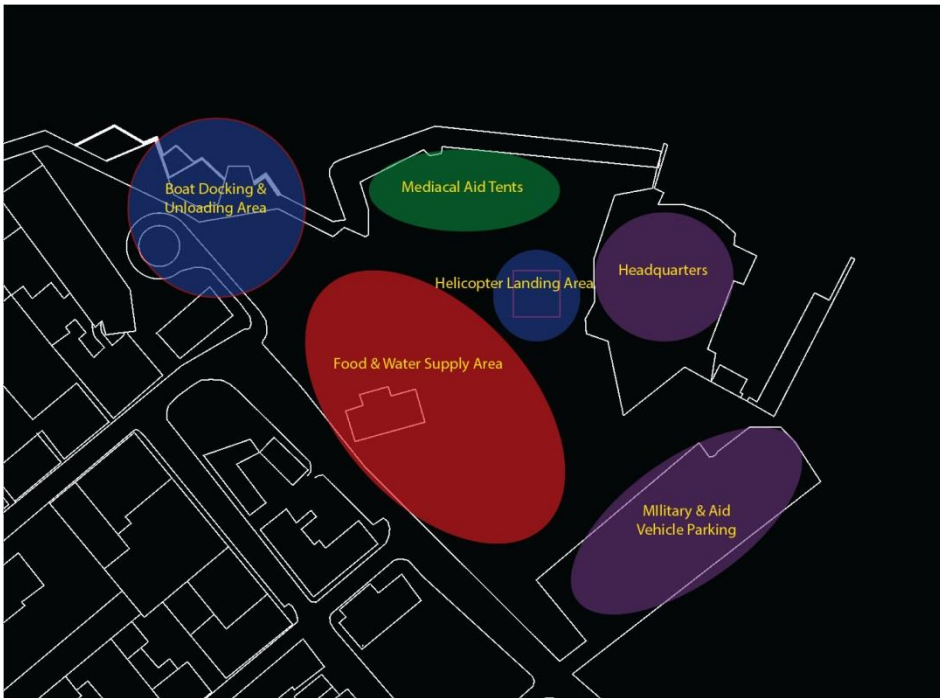 Boat Docking &
Unloading Area
Mediacal Aid Tents
Helicopter Landing Area
Headquarters
Food & Water Supply Area
MIlitary & Aid
Vehicle Parking